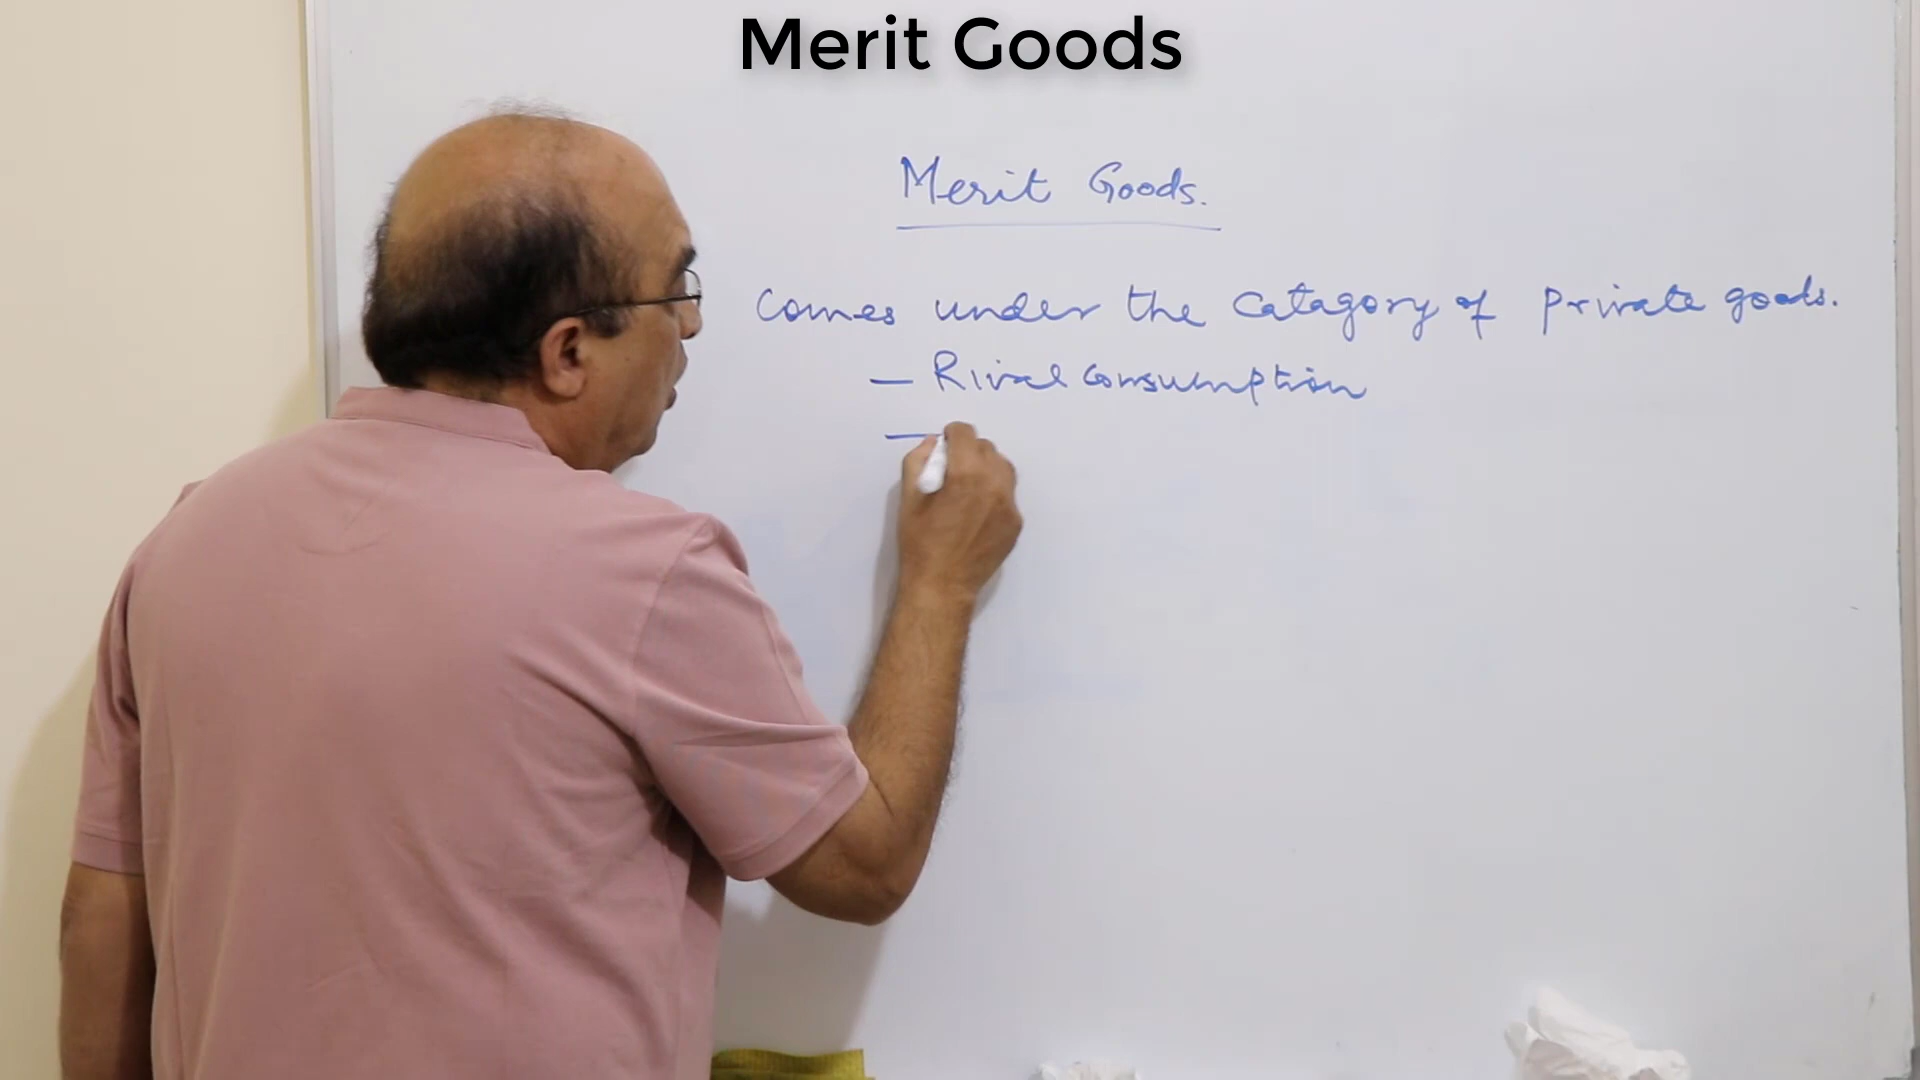 Merit Goods
Merit Goods.
Comes under the catagory of private goods.
— Rival consumption
—